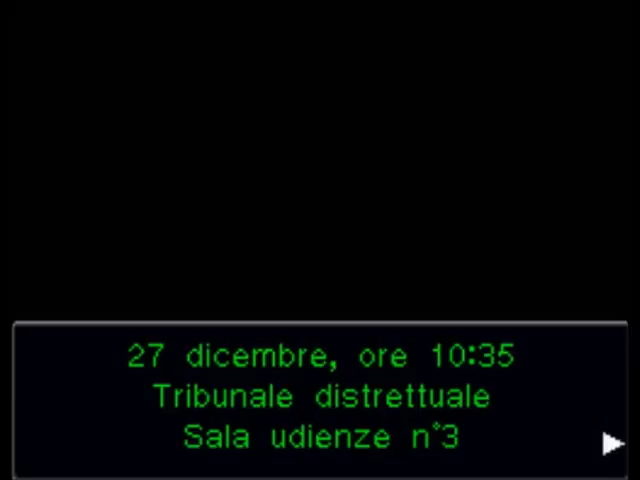 27 dicembre, ore 10:35
Tribunale distrettuale
Sala udienze n°3